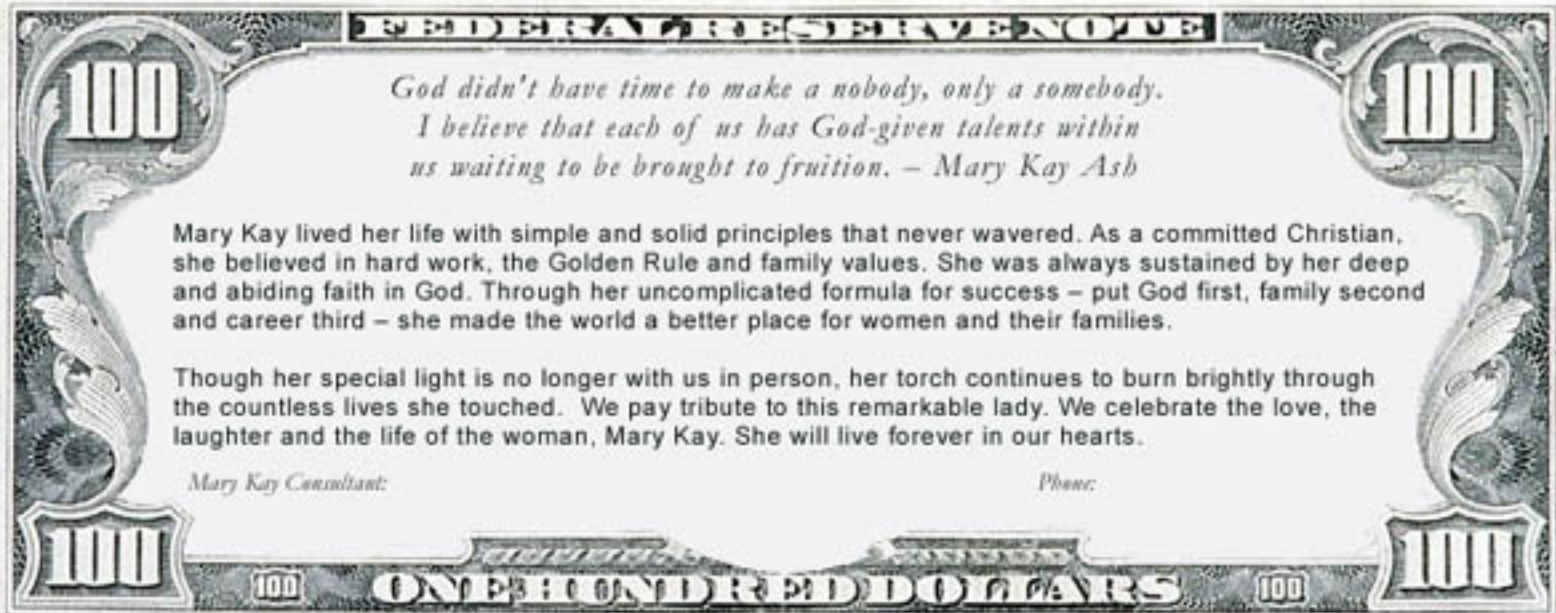 FEDERAL RESERVE NOTE
100 100
God didn't have time to make a nobody, only a somebody.
I believe that each of us has God-given talents within
us waiting to be brought to fruition. – Mary Kay Ash
Mary Kay lived her life with simple and solid principles that never wavered. As a committed Christian,
she believed in hard work, the Golden Rule and family values. She was always sustained by her deep
and abiding faith in God. Through her uncomplicated formula for success – put God first, family second
and career third – she made the world a better place for women and their families.
Though her special light is no longer with us in person, her torch continues to burn brightly through
the countless lives she touched.  We pay tribute to this remarkable lady. We celebrate the love, the
laughter and the life of the woman, Mary Kay. She will live forever in our hearts.
Mary Kay Consultant: Phone:
100 100
100 ONE HUNDRED DOLLARS 100